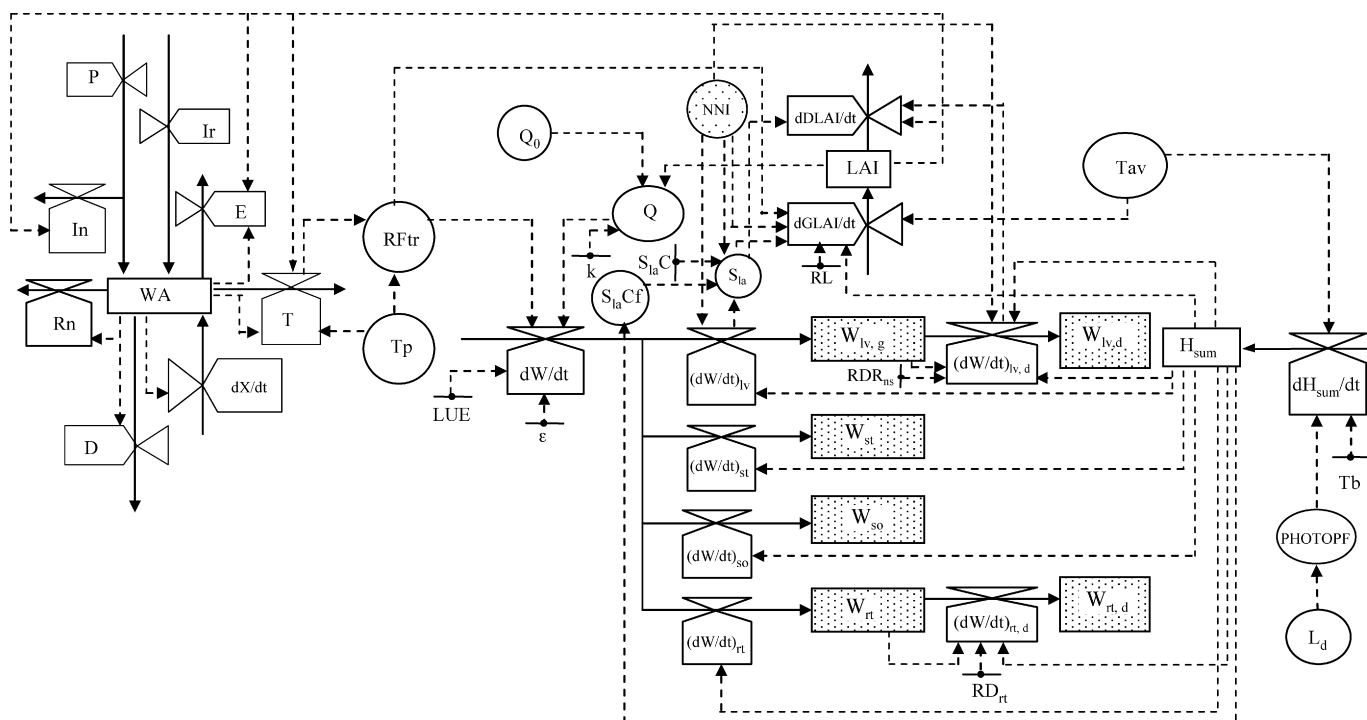 P
Ir
In
E
Rn
WA
T
dX/dt
D
RFtr
Tp
Q₀
Q
k
SₗₐC
SₗₐCf
Sₗₐ
NNI
dDLAI/dt
LAI
dGLAI/dt
RL
Tav
LUE
dW/dt
ε
(dW/dt)lv
W lv, g
RDRns
(dW/dt)lv, d
W lv,d
Hsum
dHsum/dt
Tb
(dW/dt)st
Wst
(dW/dt)so
Wso
(dW/dt)rt
Wrt
(dW/dt)rt, d
Wrt, d
RDrt
PHOTOPF
Ld